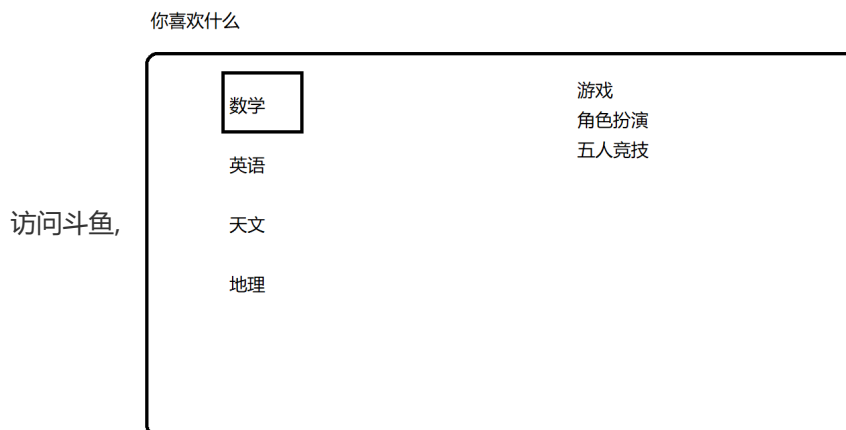 你喜欢什么
数学
英语
天文
地理
游戏
角色扮演
五人竞技
访问斗鱼,